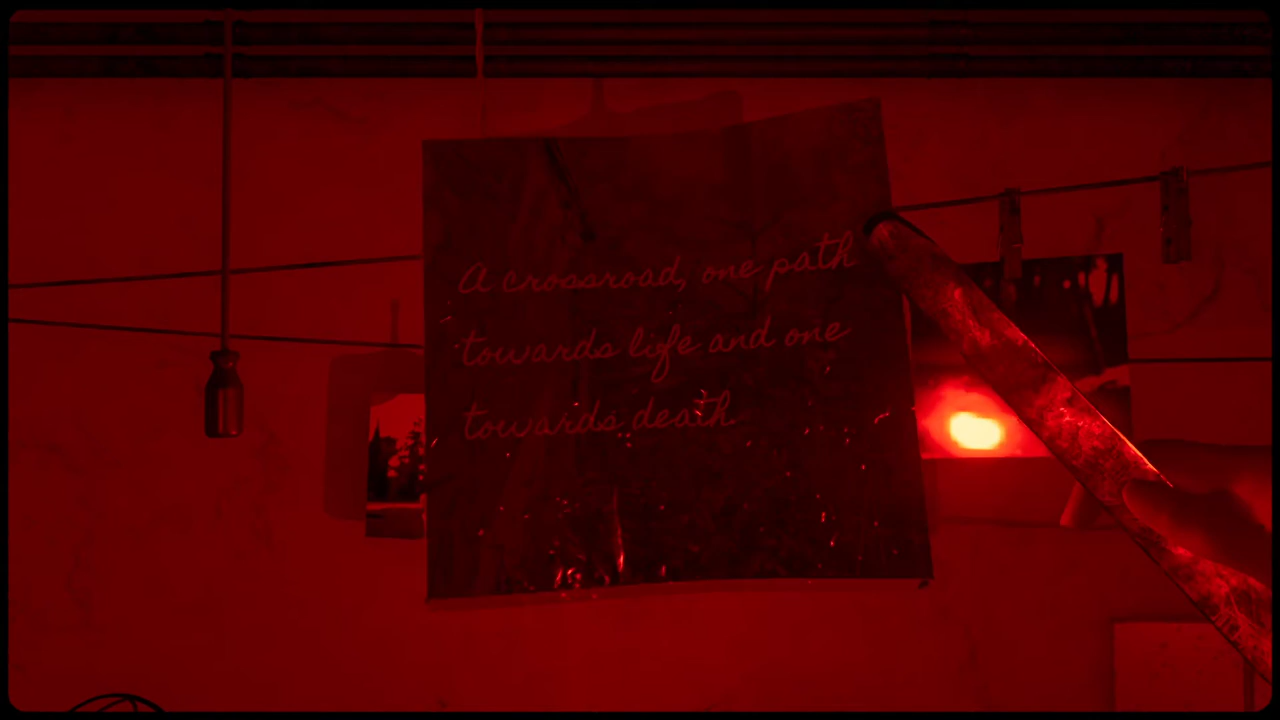 A crossroad, one path
towards life and one
towards death.